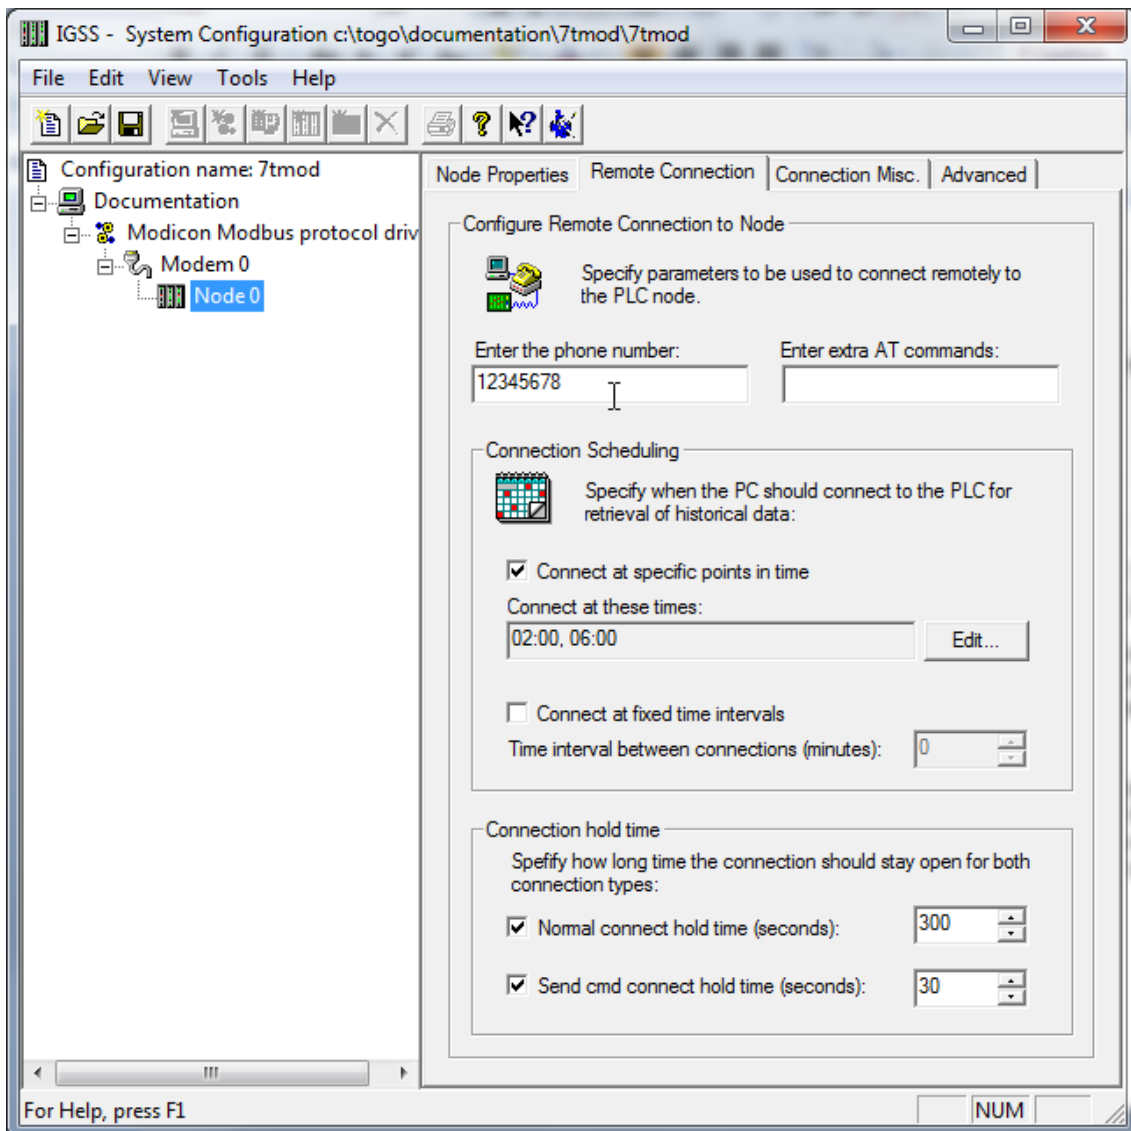 IGSS - System Configuration c:\togo\documentation\7tmod\7tmod
File Edit View Tools Help
Configuration name: 7tmod
Documentation
Modicon Modbus protocol driv
Modem 0
Node 0
Node Properties Remote Connection Connection Misc. Advanced
Configure Remote Connection to Node
Specify parameters to be used to connect remotely to
the PLC node.
Enter the phone number: Enter extra AT commands:
12345678
Connection Scheduling
Specify when the PC should connect to the PLC for
retrieval of historical data:
Connect at specific points in time
Connect at these times:
02:00, 06:00 Edit...
Connect at fixed time intervals
Time interval between connections (minutes): 0
Connection hold time
Spefify how long time the connection should stay open for both
connection types:
Normal connect hold time (seconds): 300
Send cmd connect hold time (seconds): 30
For Help, press F1 NUM